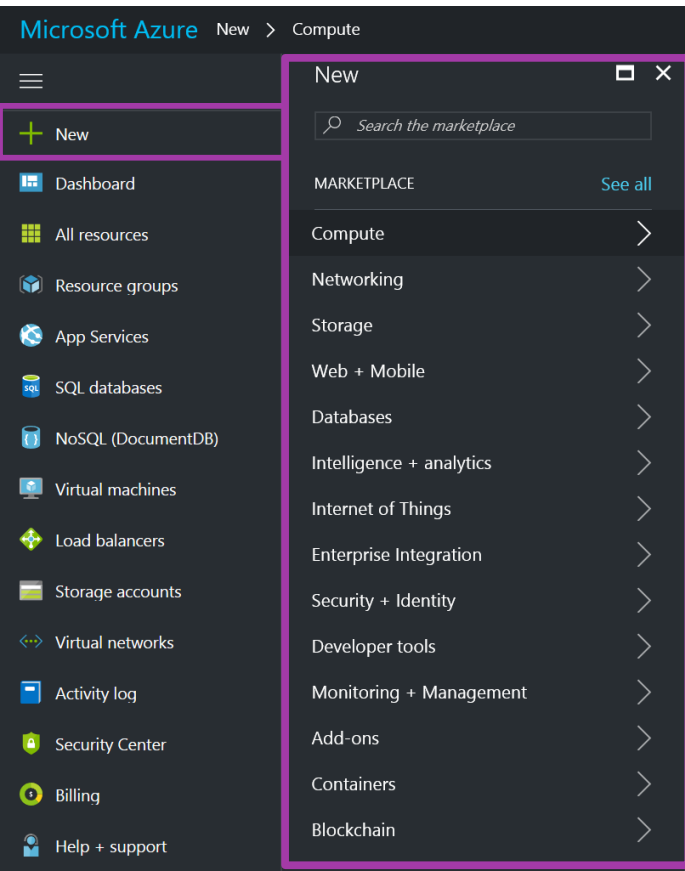 Microsoft Azure New > Compute
New
Dashboard
All resources
Resource groups
App Services
SQL
SQL databases
NoSQL (DocumentDB)
Virtual machines
Load balancers
Storage accounts
Virtual networks
Activity log
Security Center
Billing
Help + support
New
Search the marketplace
MARKETPLACE See all
Compute
Networking
Storage
Web + Mobile
Databases
Intelligence + analytics
Internet of Things
Enterprise Integration
Security + Identity
Developer tools
Monitoring + Management
Add-ons
Containers
Blockchain